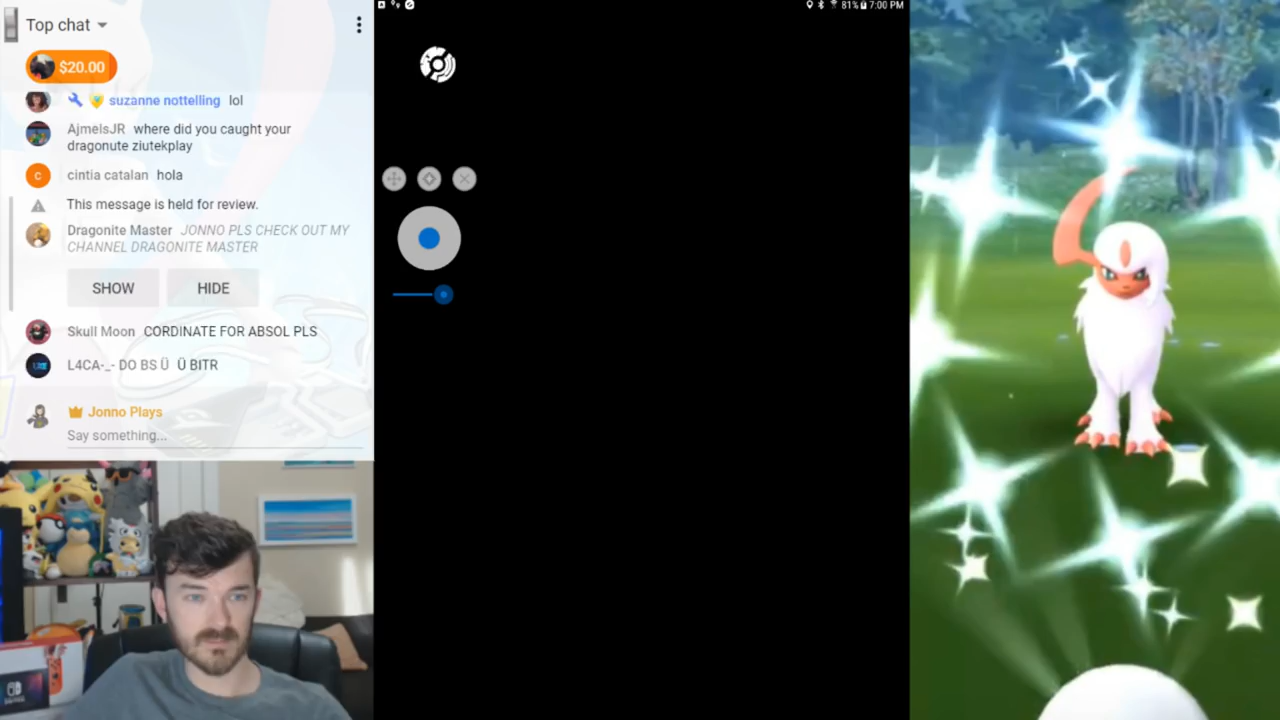 Top chat
$20.00
suzanne nottelling lol
AjmelsJR where did you caught your
dragonute ziutekplay
C cintia catalan hola
This message is held for review.
Dragonite Master JONNO PLS CHECK OUT MY
CHANNEL DRAGONITE MASTER
SHOW HIDE
Skull Moon CORDINATE FOR ABSOL PLS
L4CA-_- DO BS Ü Ü BITR
Jonno Plays
Say something...
81% 7:00 PM